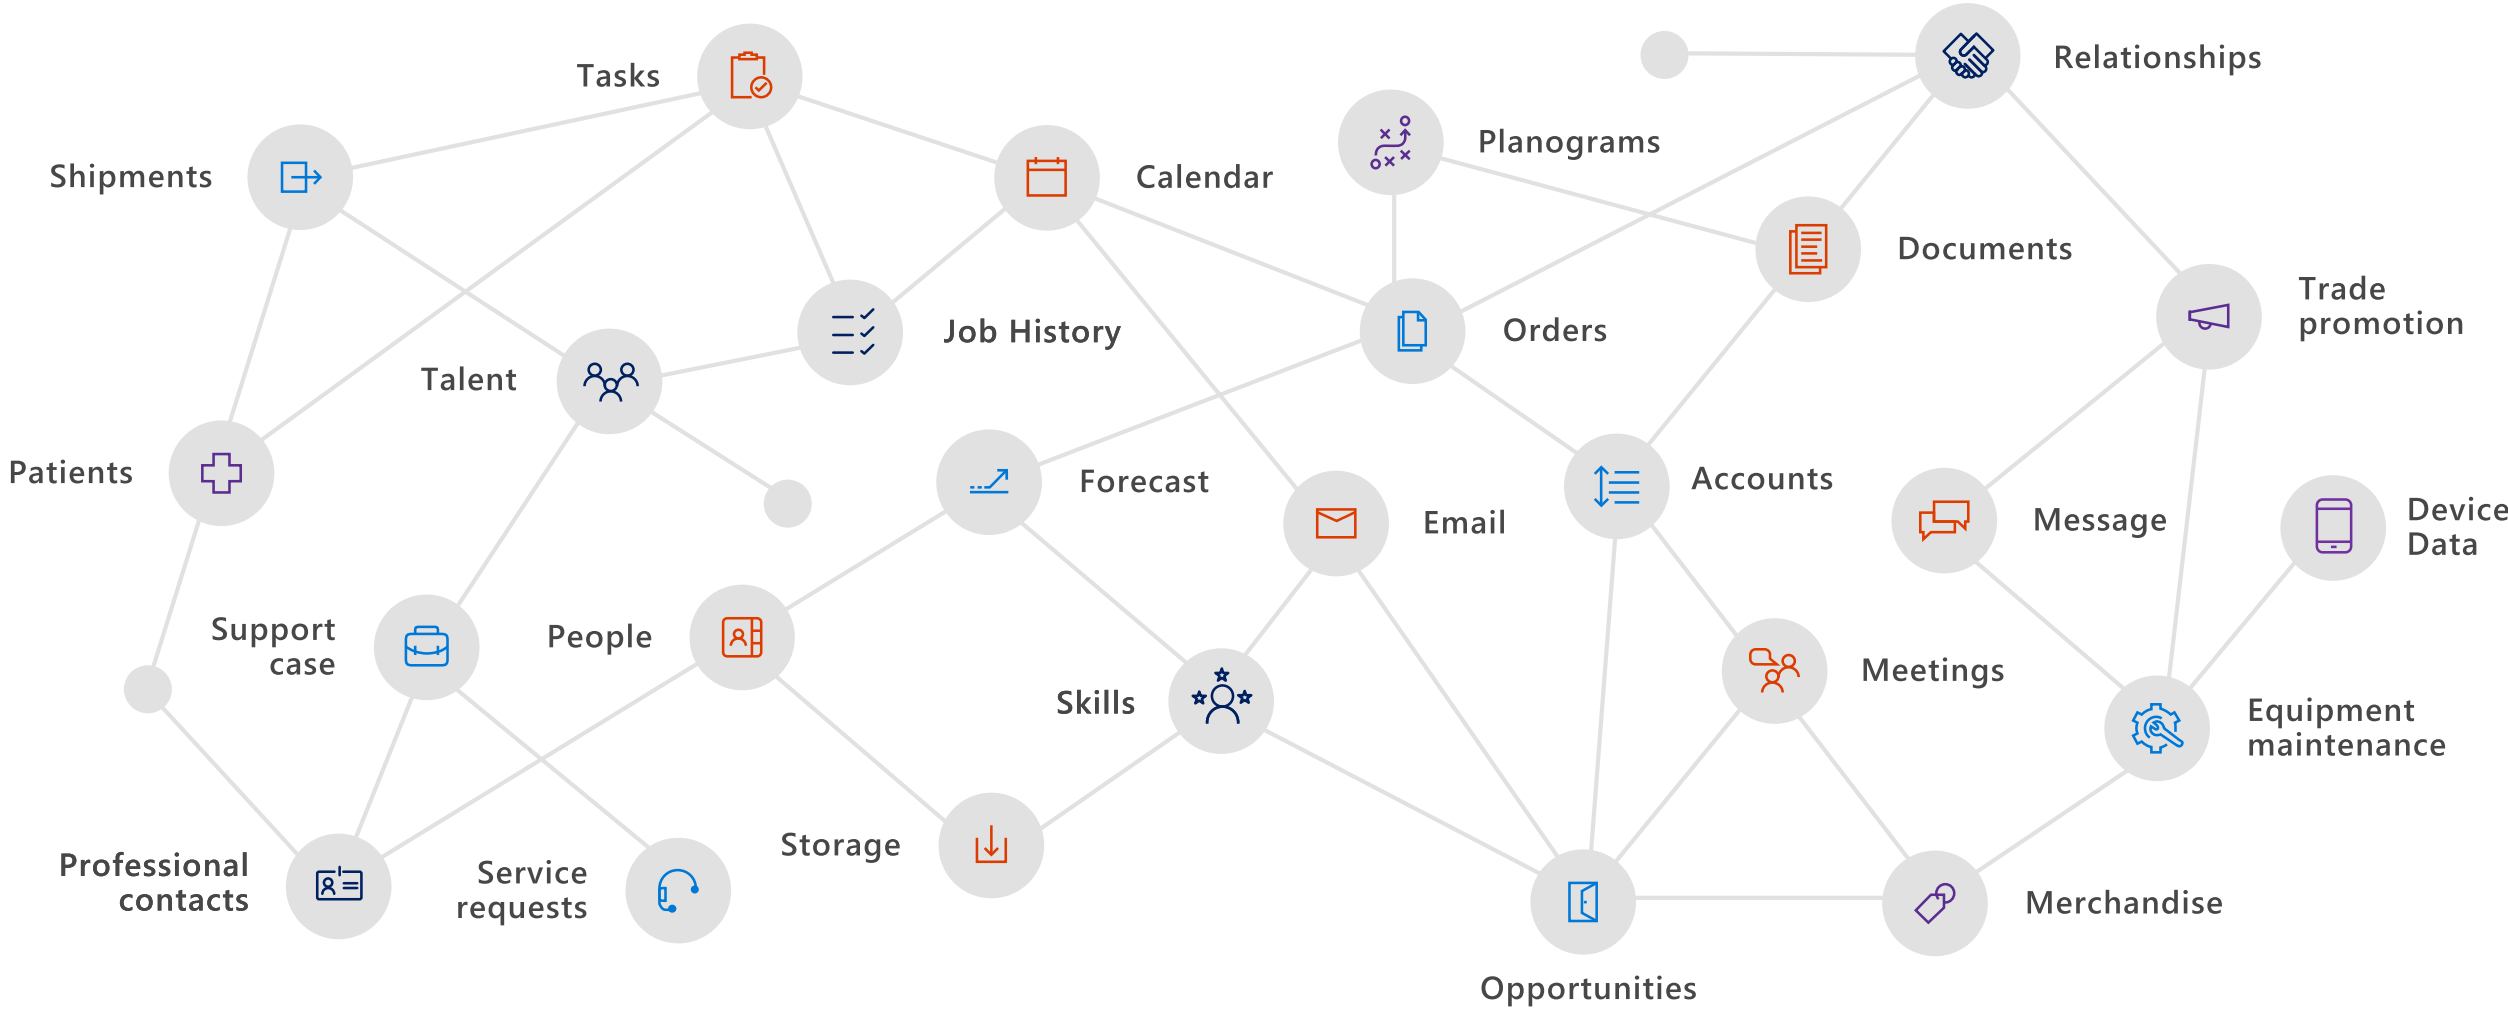 Relationships
Tasks
Planograms
Shipments
Calendar
Documents
Trade
promotion
Job History
Orders
Talent
Patients
Forecast
Accounts
Email
Message
Device
Data
Support
case
People
Meetings
Skills
Equipment
maintenance
Storage
Professional
contacts
Service
requests
Merchandise
Opportunities